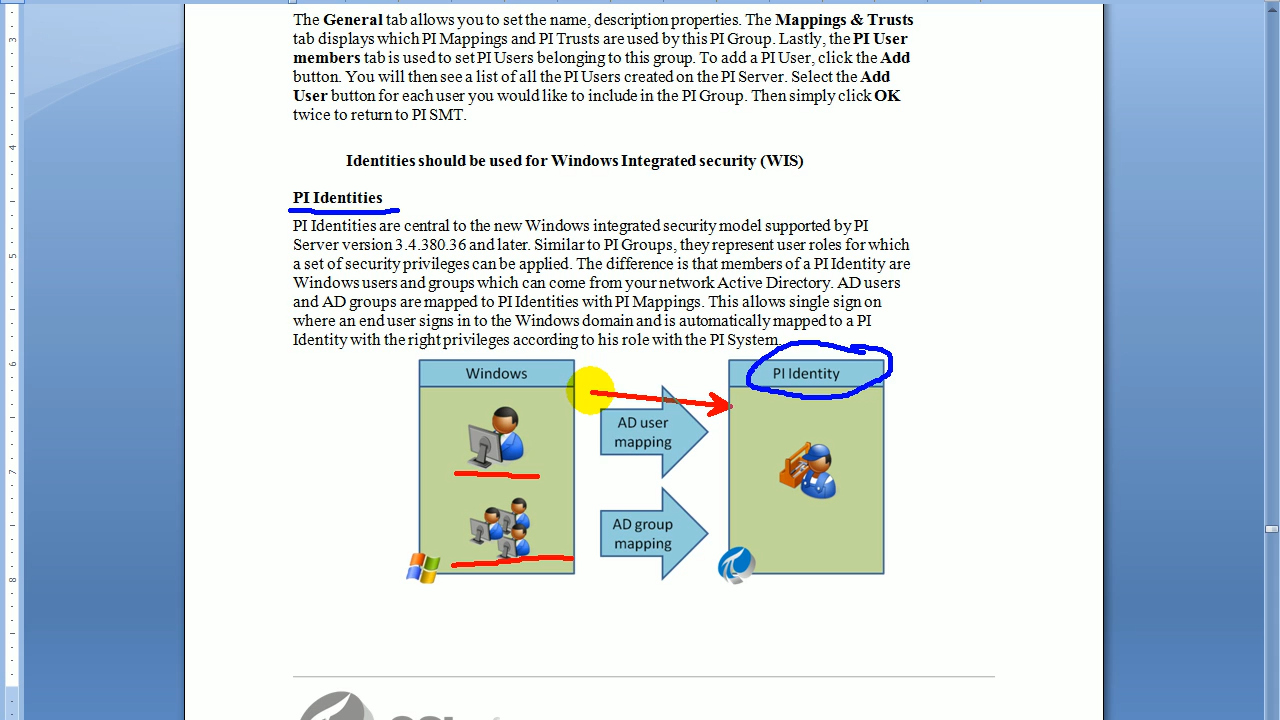 The General tab allows you to set the name, description properties. The Mappings & Trusts
tab displays which PI Mappings and PI Trusts are used by this PI Group. Lastly, the PI User
members tab is used to set PI Users belonging to this group. To add a PI User, click the Add
button. You will then see a list of all the PI Users created on the PI Server. Select the Add
User button for each user you would like to include in the PI Group. Then simply click OK
twice to return to PI SMT.
Identities should be used for Windows Integrated security (WIS)
PI Identities
PI Identities are central to the new Windows integrated security model supported by PI
Server version 3.4.380.36 and later. Similar to PI Groups, they represent user roles for which
a set of security privileges can be applied. The difference is that members of a PI Identity are
Windows users and groups which can come from your network Active Directory. AD users
and AD groups are mapped to PI Identities with PI Mappings. This allows single sign on
where an end user signs in to the Windows domain and is automatically mapped to a PI
Identity with the right privileges according to his role with the PI System.
Windows
PI Identity
AD user
mapping
AD group
mapping
3
4
5
6
7
8